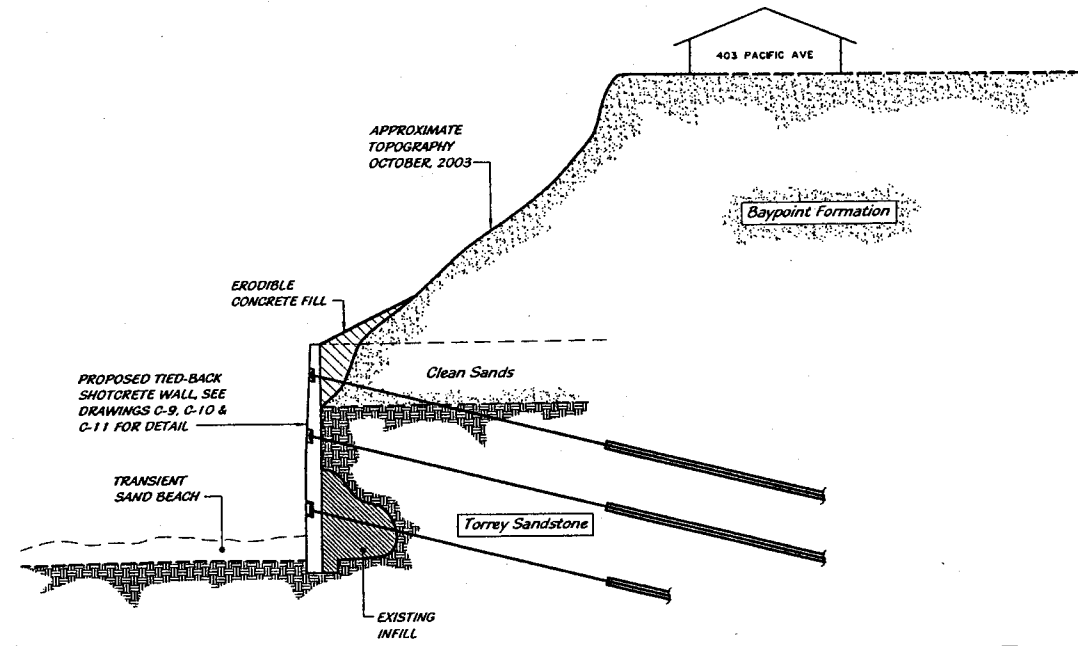 403 PACIFIC AVE
APPROXIMATE
TOPOGRAPHY
OCTOBER, 2003
Baypoint Formation
ERODIBLE
CONCRETE FILL
Clean Sands
PROPOSED TIED-BACK
SHOTCRETE WALL, SEE
DRAWINGS C-9, C-10 &
C-11 FOR DETAIL
TRANSIENT
SAND BEACH
Torrey Sandstone
EXISTING
INFILL